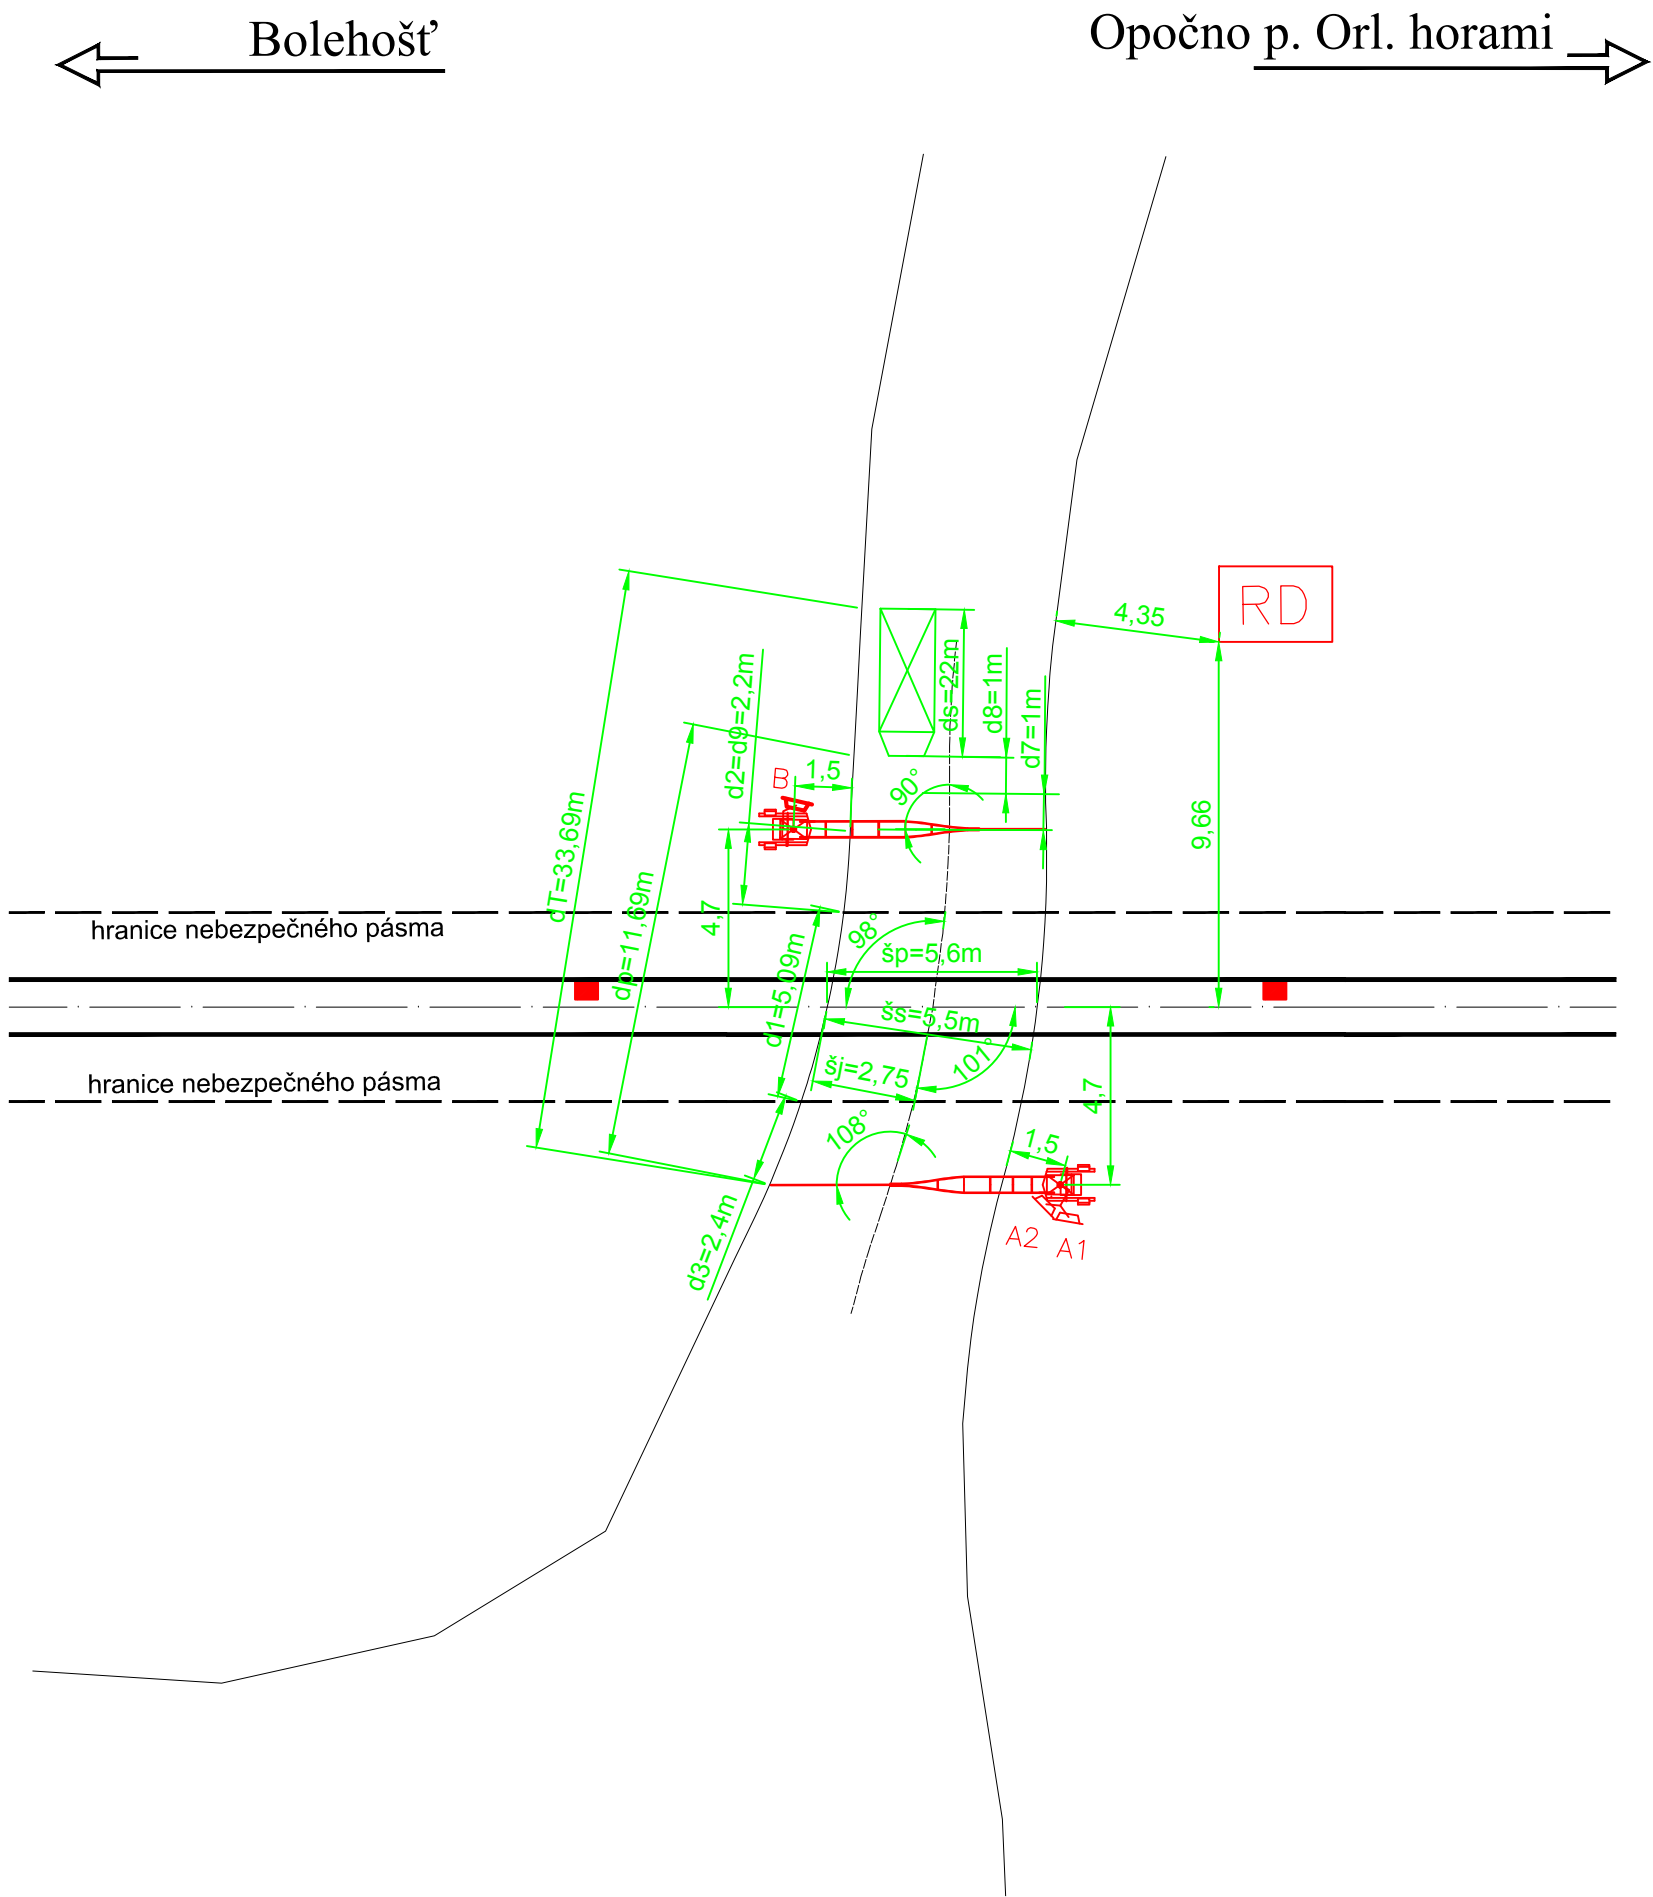 Bolehošť
Opočno p. Orl. horami
RD
4,35
9,66
ds=22m
d8=1m
d7=1m
d2=d9=2,2m
B
1,5
90°
dT=33,69m
dp=11,69m
4,7
hranice nebezpečného pásma
98°
šp=5,6m
d1=5,09m
šs=5,5m
101°
šj=2,75
hranice nebezpečného pásma
4,7
108°
1,5
d3=2,4m
A2 A1